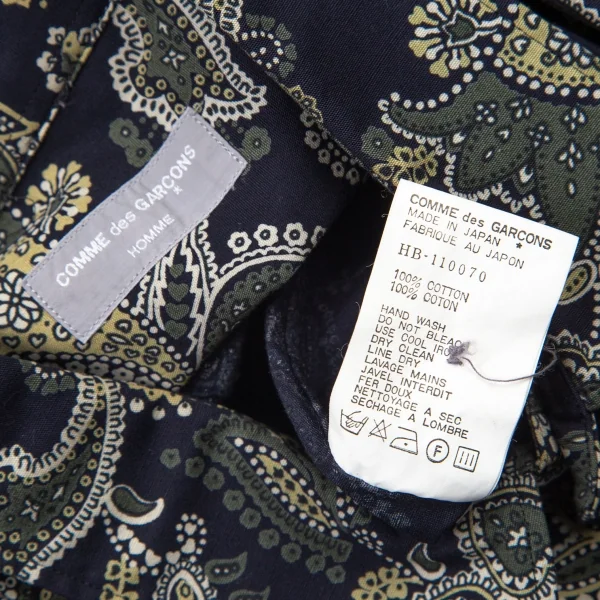 COMME des GARCONS
*
HOMME
COMME des GARCONS
MADE IN JAPAN *
FABRIQUE AU JAPON
HB-110070
100% COTTON
100% COTON
HAND WASH
DO NOT BLEAC
USE COOL IRO
DRY CLEAN
LINE DRY
LAVAGE MAINS
JAVEL INTERDIT
FER DOUX
NETTOYAGE A SEC
SECHAGE A LOMBRE
F